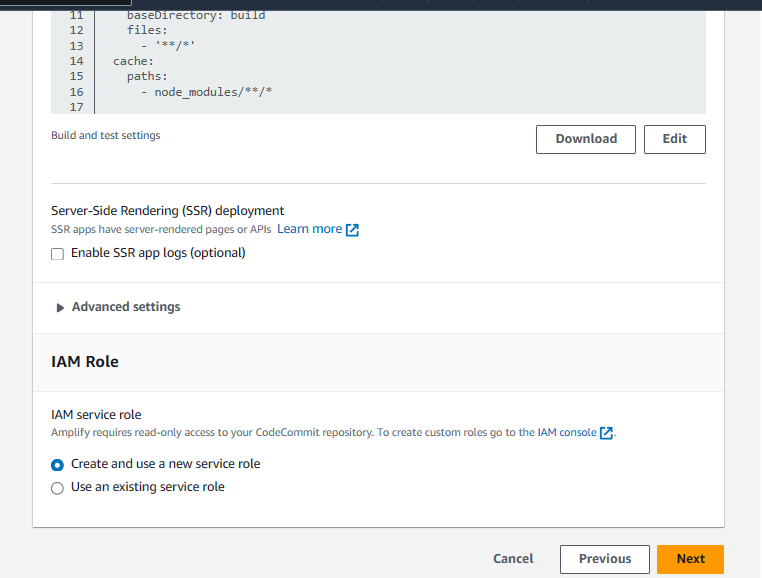 11 baseDirectory: build
12 files:
13 - '**/*'
14 cache:
15 paths:
16 - node_modules/**/*
17
Build and test settings
Download
Edit
Server-Side Rendering (SSR) deployment
SSR apps have server-rendered pages or APIs Learn more
Enable SSR app logs (optional)
Advanced settings
IAM Role
IAM service role
Amplify requires read-only access to your CodeCommit repository. To create custom roles go to the IAM console.
Create and use a new service role
Use an existing service role
Cancel
Previous
Next